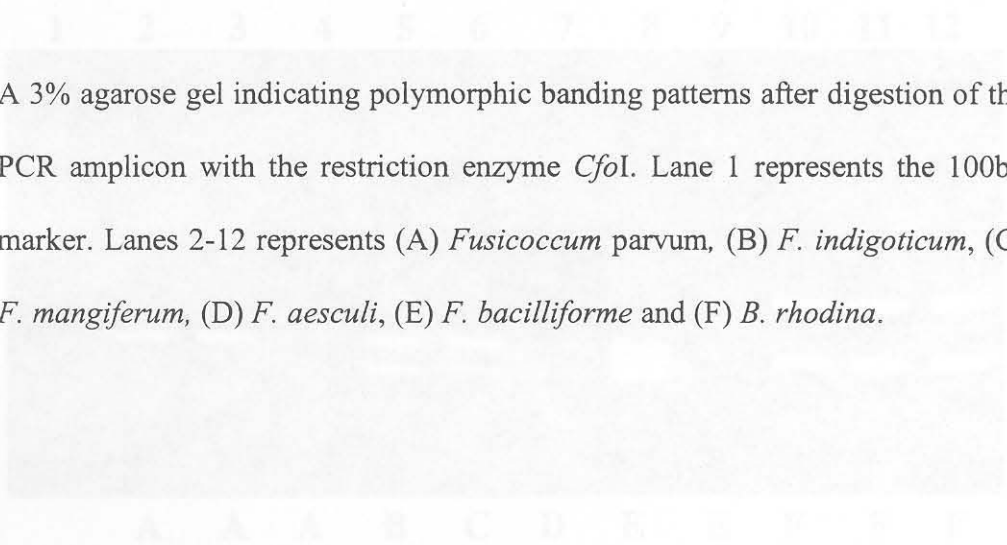 1 2 3 4 5 6 7 8 9 10 11 12
A 3% agarose gel indicating polymorphic banding patterns after digestion of th
PCR amplicon with the restriction enzyme CfoI. Lane 1 represents the 100b
marker. Lanes 2-12 represents (A) Fusicoccum parvum, (B) F. indigoticum, (C
F. mangiferum, (D) F. aesculi, (E) F. bacilliforme and (F) B. rhodina.
A A A B C D E